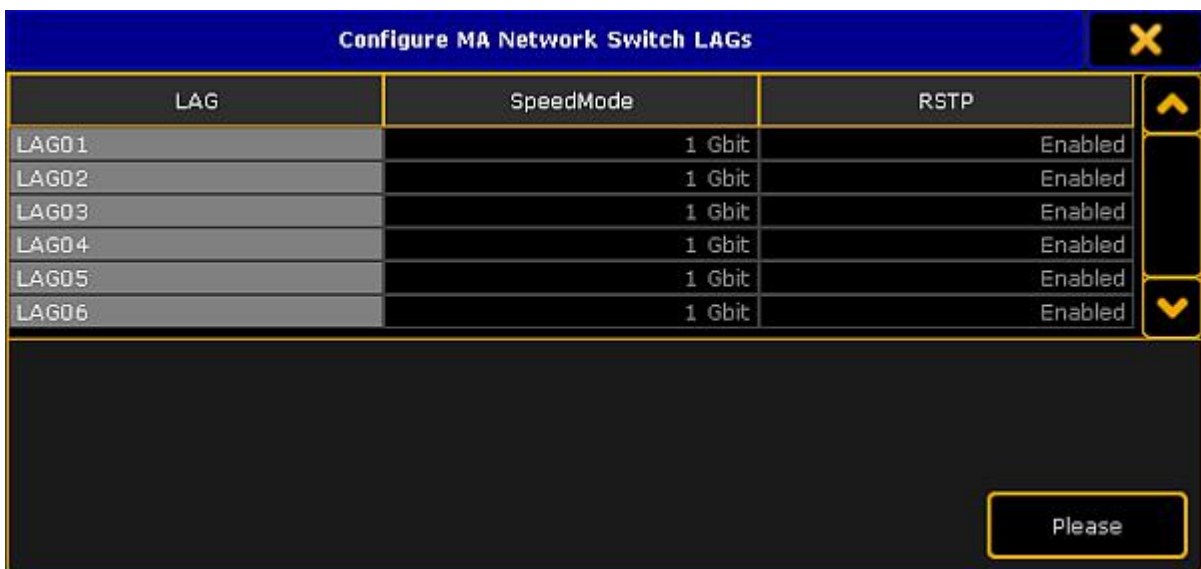 Configure MA Network Switch LAGs
LAG SpeedMode RSTP
LAG01 1 Gbit Enabled
LAG02 1 Gbit Enabled
LAG03 1 Gbit Enabled
LAG04 1 Gbit Enabled
LAG05 1 Gbit Enabled
LAG06 1 Gbit Enabled
Please